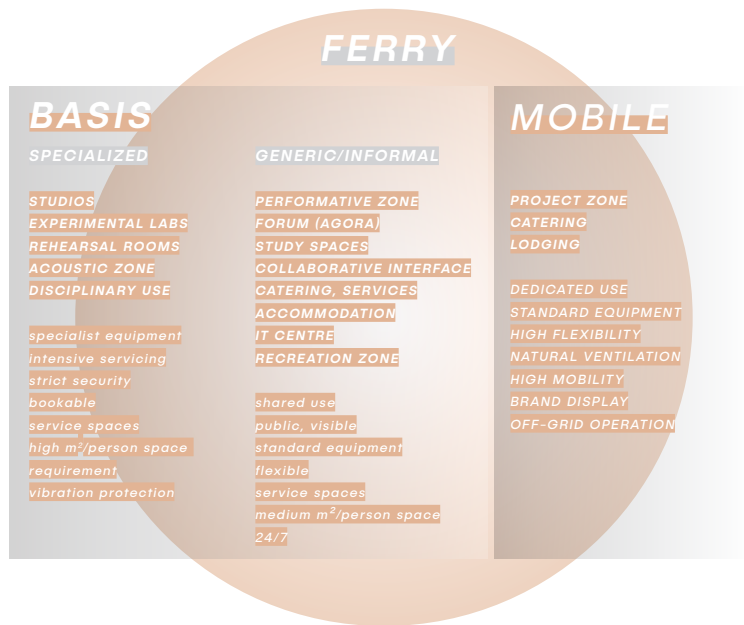 FERRY
BASIS
SPECIALIZED
STUDIOS
EXPERIMENTAL LABS
REHEARSAL ROOMS
ACOUSTIC ZONE
DISCIPLINARY USE
specialist equipment
intensive servicing
strict security
bookable
service spaces
high m²/person space
requirement
vibration protection
GENERIC/INFORMAL
PERFORMATIVE ZONE
FORUM (AGORA)
STUDY SPACES
COLLABORATIVE INTERFACE
CATERING, SERVICES
ACCOMMODATION
IT CENTRE
RECREATION ZONE
shared use
public, visible
standard equipment
flexible
service spaces
medium m²/person space
24/7
MOBILE
PROJECT ZONE
CATERING
LODGING
DEDICATED USE
STANDARD EQUIPMENT
HIGH FLEXIBILITY
NATURAL VENTILATION
HIGH MOBILITY
BRAND DISPLAY
OFF-GRID OPERATION